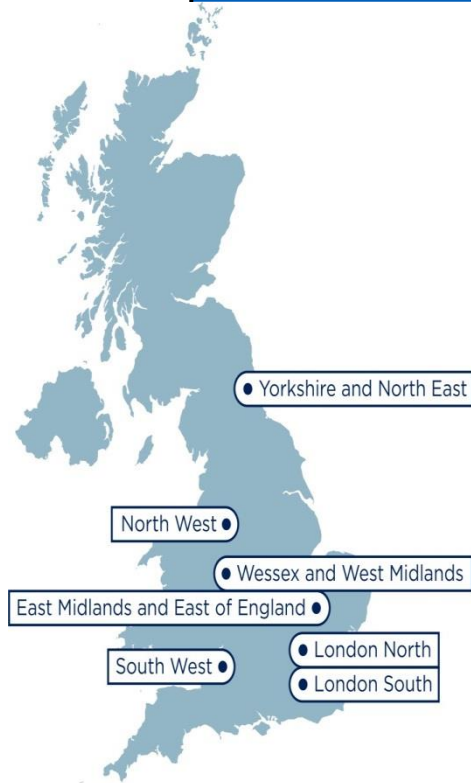 Yorkshire and North East
North West
Wessex and West Midlands
East Midlands and East of England
London North
South West
London South